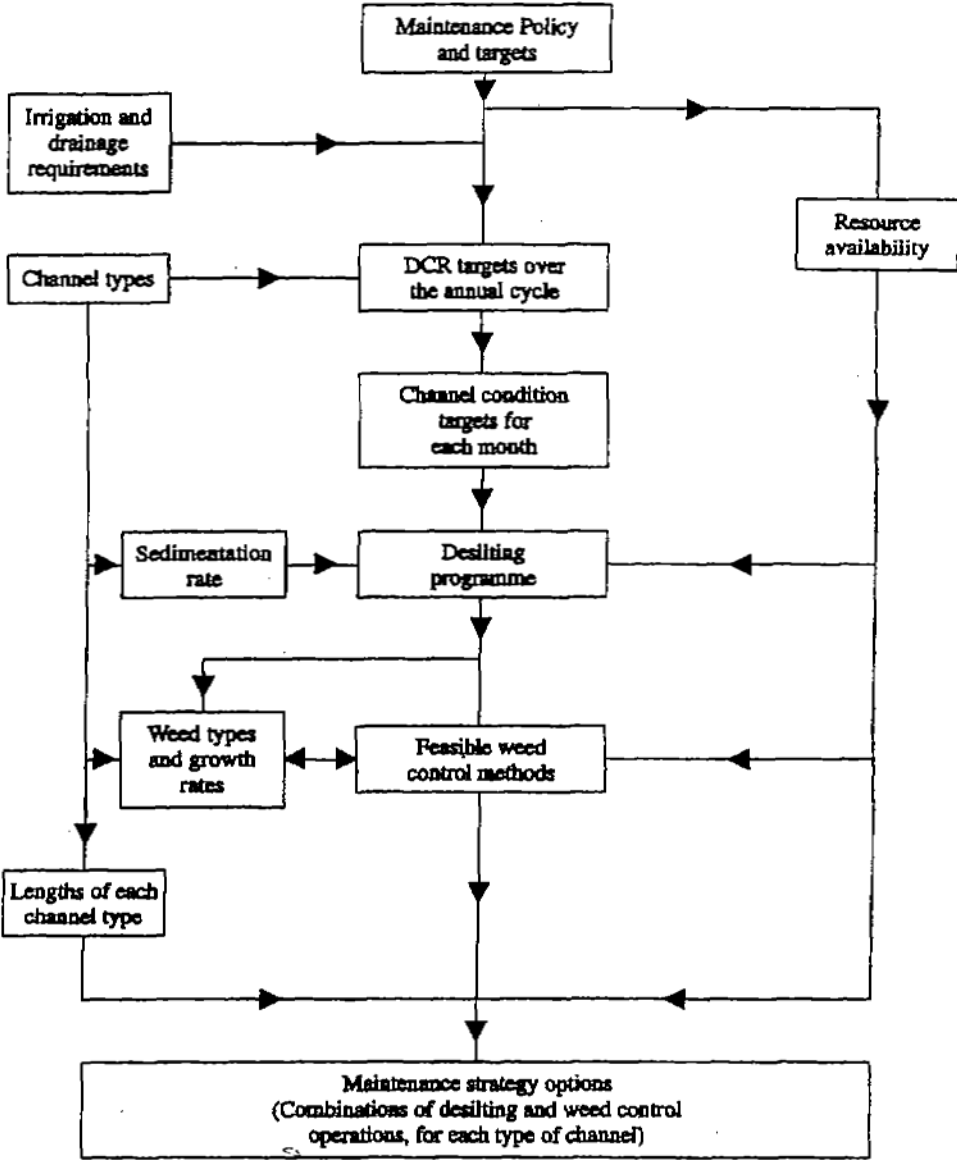 Maintenance Policy
and targets
Irrigation and
drainage
requirements
Resource
availability
Channel types
DCR targets over
the annual cycle
Channel condition
targets for
each month
Sedimentation
rate
Desilting
programme
Weed types
and growth
rates
Feasible weed
control methods
Lengths of each
channel type
Maintenance strategy options
(Combinations of desilting and weed control
operations, for each type of channel)